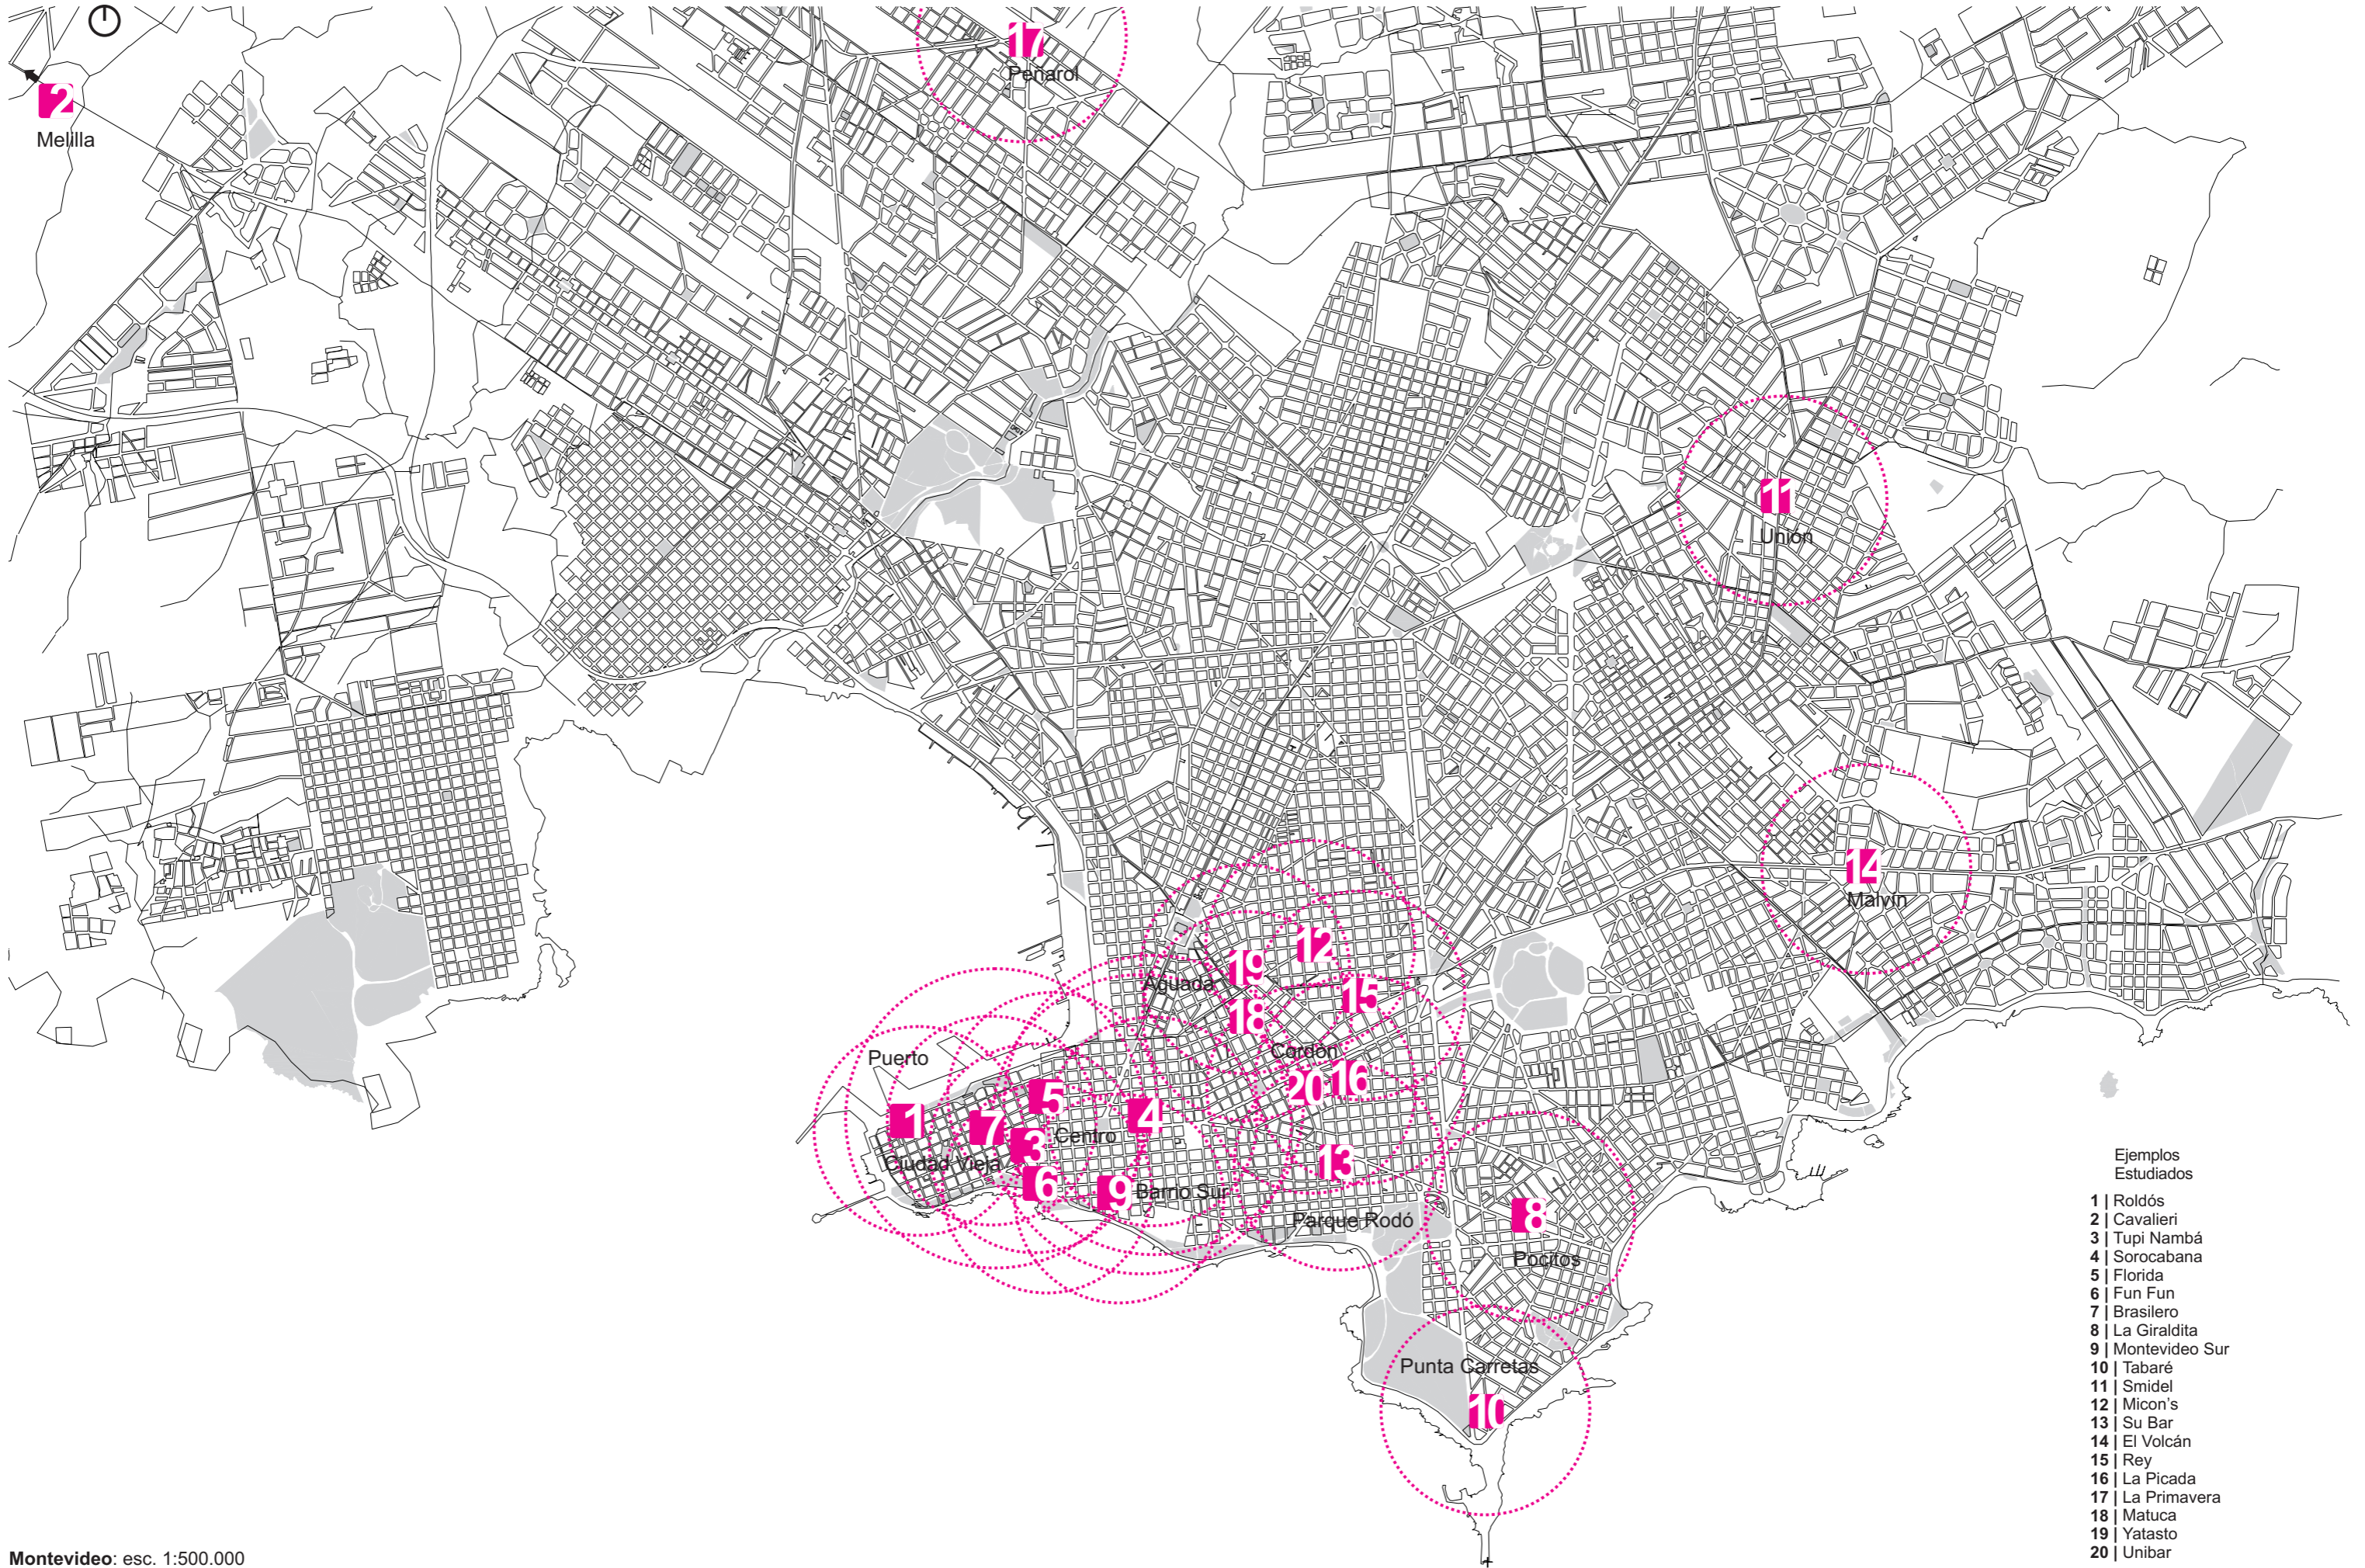 17
Peñarol
2
Melilla
11
Unión
14
Malvín
12
19
Aguada
15
18
Cordón
Puerto
16
20
5
1
4
7
3
Centro
Ciudad Vieja
13
6
9
Barrio Sur
Parque Rodó
8
Pocitos
Punta Carretas
10
Ejemplos
Estudiados
1 | Roldós
2 | Cavalieri
3 | Tupi Nambá
4 | Sorocabana
5 | Florida
6 | Fun Fun
7 | Brasilero
8 | La Giraldita
9 | Montevideo Sur
10 | Tabaré
11 | Smidel
12 | Micon's
13 | Su Bar
14 | El Volcán
15 | Rey
16 | La Picada
17 | La Primavera
18 | Matuca
19 | Yatasto
20 | Unibar
Montevideo: esc. 1:500.000